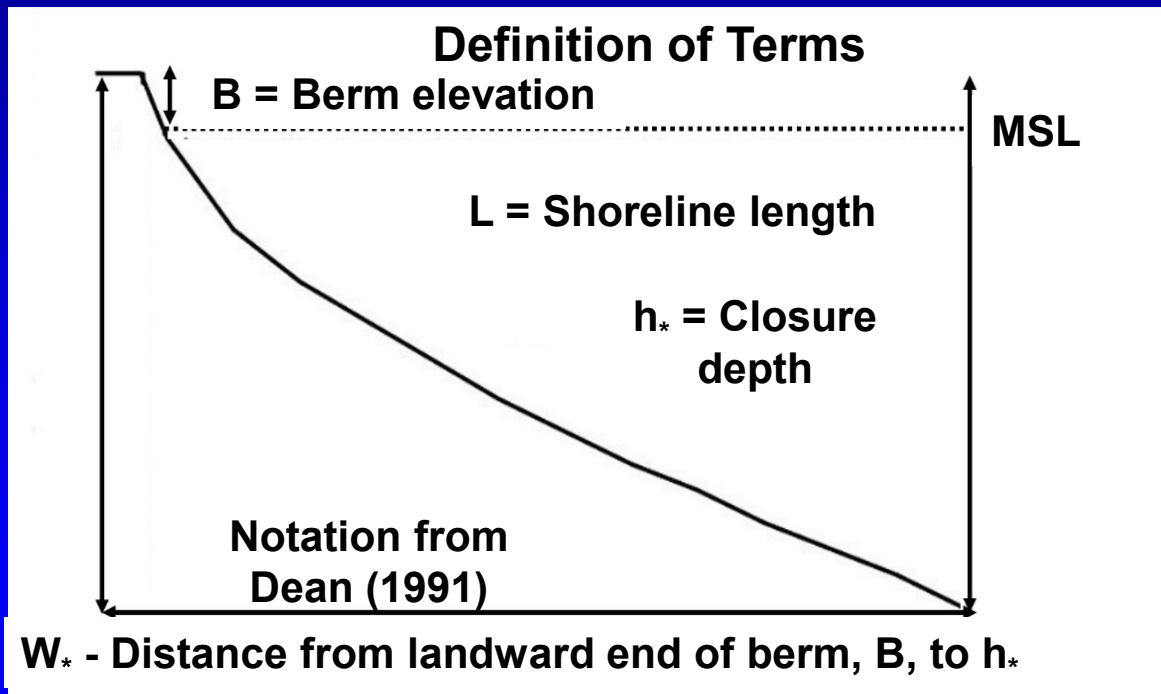 Definition of Terms
B = Berm elevation
MSL
L = Shoreline length
h* = Closure
depth
Notation from
Dean (1991)
W* - Distance from landward end of berm, B, to h*